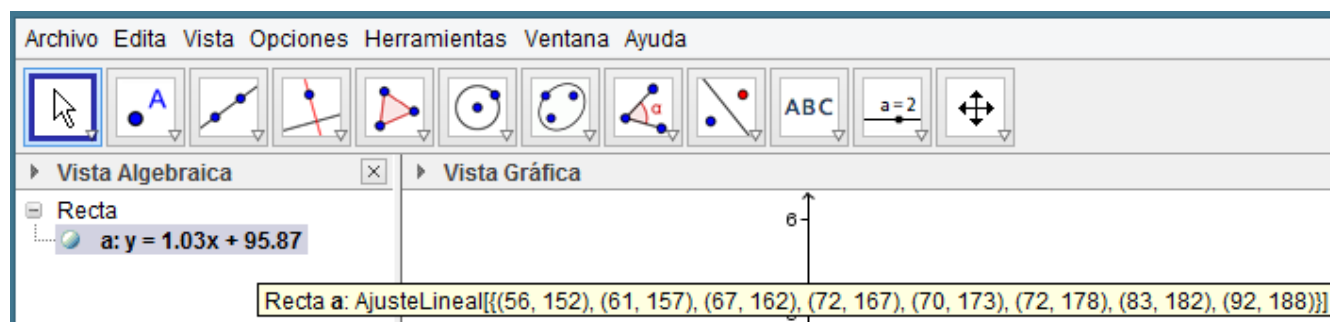 Archivo Edita Vista Opciones Herramientas Ventana Ayuda
A α ABC a = 2
Vista Algebraica Vista Gráfica
Recta
a: y = 1.03x + 95.87
6
Recta a: AjusteLineal[{(56, 152), (61, 157), (67, 162), (72, 167), (70, 173), (72, 178), (83, 182), (92, 188)}]